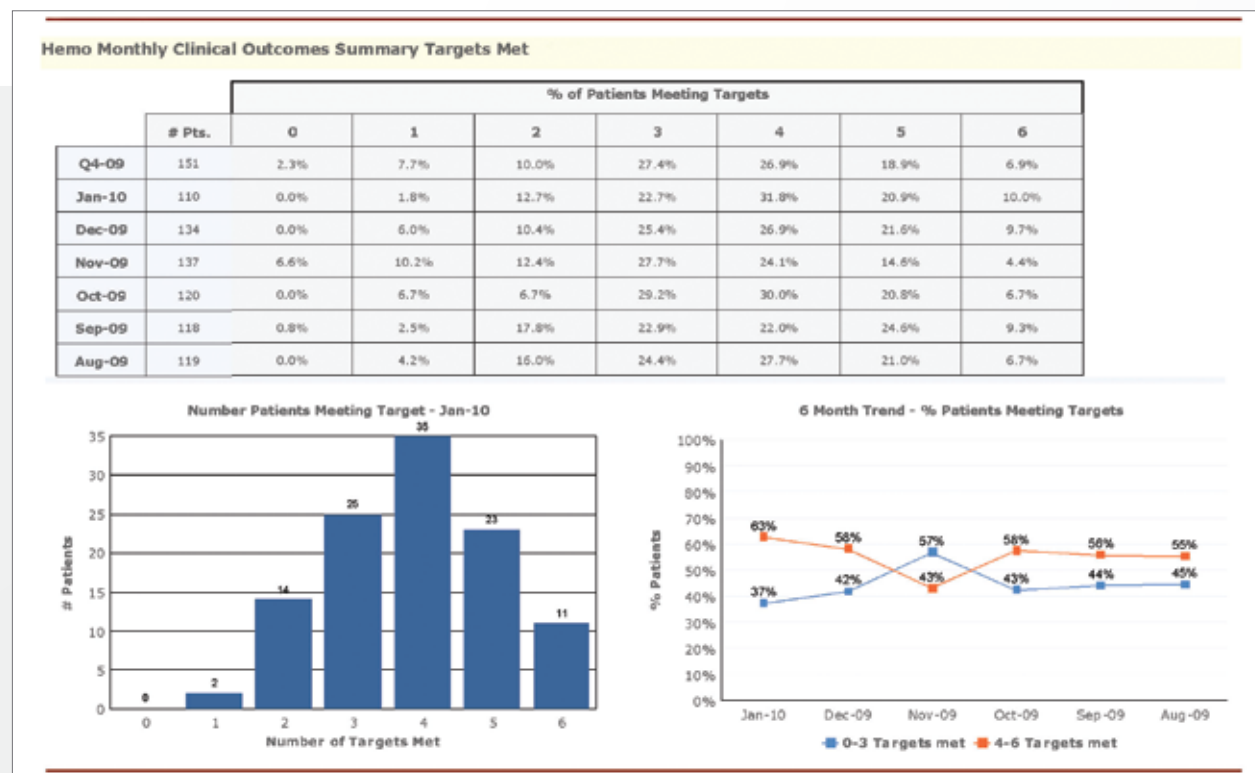 Hemo Monthly Clinical Outcomes Summary Targets Met
% of Patients Meeting Targets
# Pts. 0 1 2 3 4 5 6
Q4-09 151 2.3% 7.7% 10.0% 27.4% 26.9% 18.9% 6.9%
Jan-10 110 0.0% 1.8% 12.7% 22.7% 31.8% 20.9% 10.0%
Dec-09 134 0.0% 6.0% 10.4% 25.4% 26.9% 21.6% 9.7%
Nov-09 137 6.6% 10.2% 12.4% 27.7% 24.1% 14.6% 4.4%
Oct-09 120 0.0% 6.7% 6.7% 29.2% 30.0% 20.8% 6.7%
Sep-09 118 0.8% 2.5% 17.8% 22.9% 22.0% 24.6% 9.3%
Aug-09 119 0.0% 4.2% 16.0% 24.4% 27.7% 21.0% 6.7%
Number Patients Meeting Target - Jan-10
# Patients
35
30
25
20
15
10
5
0
0 2 14 25 35 23 11
0 1 2 3 4 5 6
Number of Targets Met
6 Month Trend - % Patients Meeting Targets
% Patients
100%
90%
80%
70%
60%
50%
40%
30%
20%
10%
0%
63% 58% 43% 58% 56% 55%
37% 42% 57% 43% 44% 45%
Jan-10 Dec-09 Nov-09 Oct-09 Sep-09 Aug-09
0-3 Targets met 4-6 Targets met